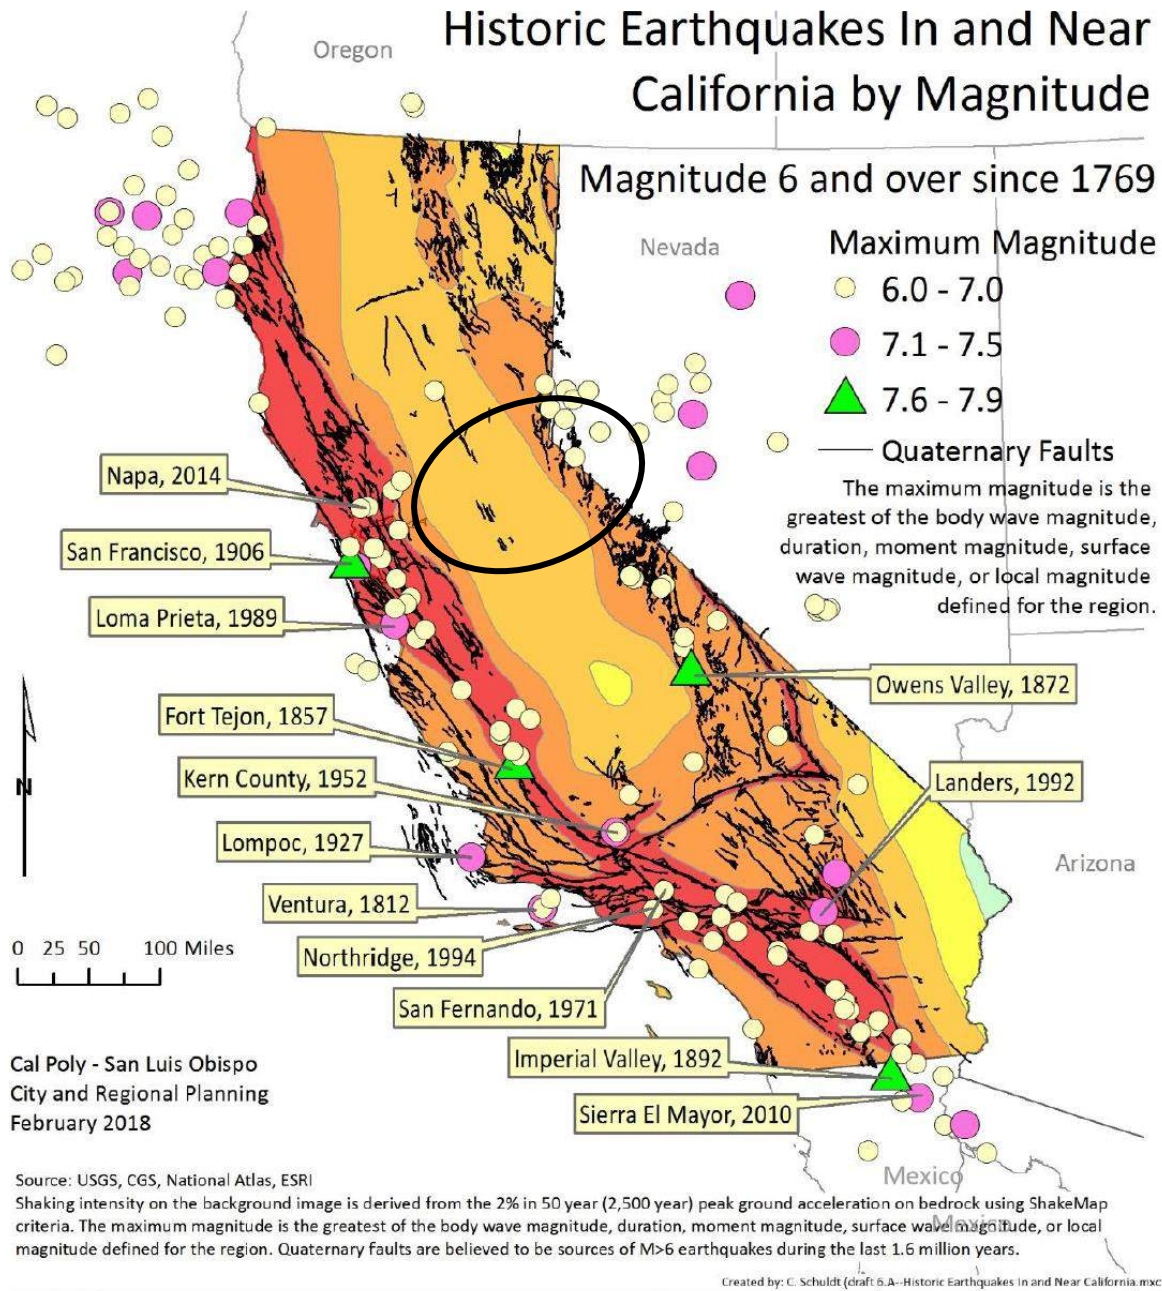 Historic Earthquakes In and Near
California by Magnitude
Oregon
Magnitude 6 and over since 1769
Nevada
Maximum Magnitude
6.0 - 7.0
7.1 - 7.5
7.6 - 7.9
Quaternary Faults
The maximum magnitude is the
greatest of the body wave magnitude,
duration, moment magnitude, surface
wave magnitude, or local magnitude
defined for the region.
Napa, 2014
San Francisco, 1906
Loma Prieta, 1989
Owens Valley, 1872
Fort Tejon, 1857
Kern County, 1952
Landers, 1992
Lompoc, 1927
Arizona
Ventura, 1812
Northridge, 1994
San Fernando, 1971
Imperial Valley, 1892
Sierra El Mayor, 2010
N
0 25 50 100 Miles
Cal Poly - San Luis Obispo
City and Regional Planning
February 2018
Mexico
Mexico
Source: USGS, CGS, National Atlas, ESRI
Shaking intensity on the background image is derived from the 2% in 50 year (2,500 year) peak ground acceleration on bedrock using ShakeMap
criteria. The maximum magnitude is the greatest of the body wave magnitude, duration, moment magnitude, surface wave magnitude, or local
magnitude defined for the region. Quaternary faults are believed to be sources of M>6 earthquakes during the last 1.6 million years.
Created by: C. Schuldt (draft 6.A--Historic Earthquakes In and Near California.mxc